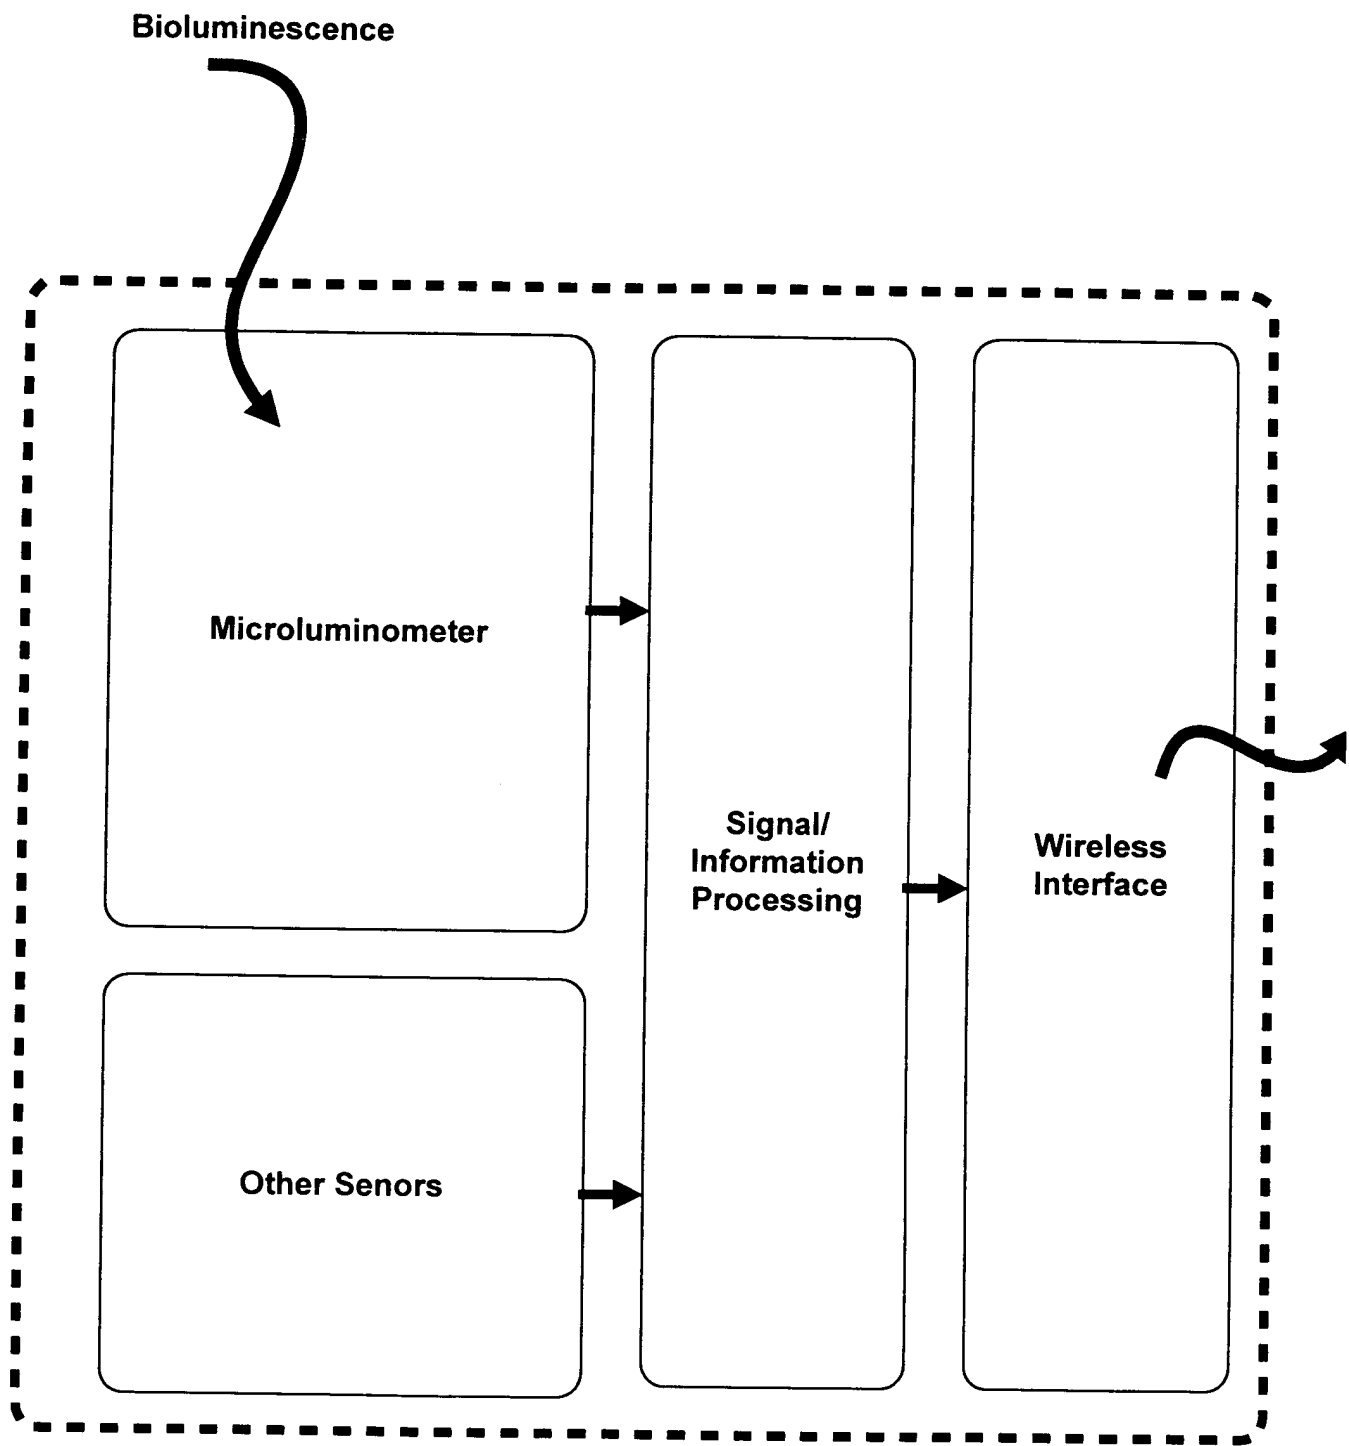 Bioluminescence
Microluminometer
Signal/
Information
Processing
Wireless
Interface
Other Senors